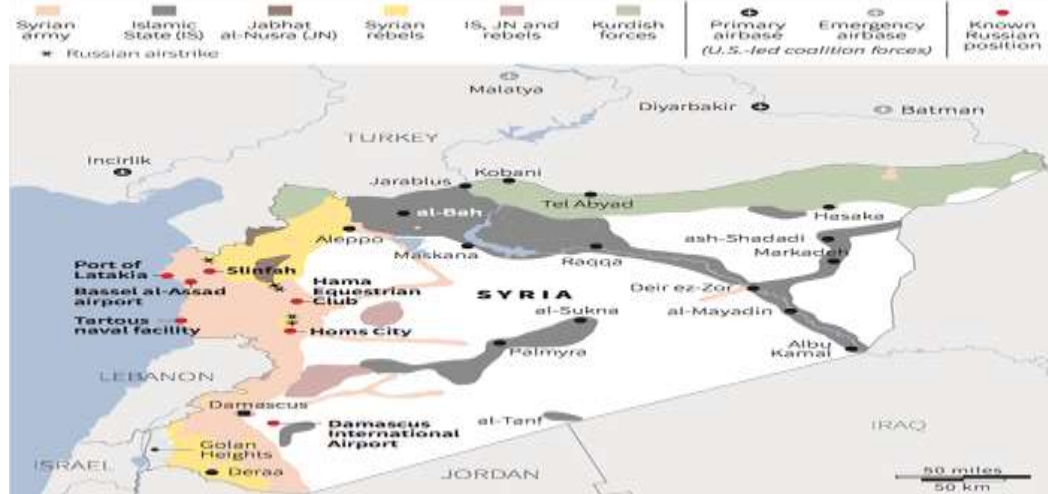 Syrian army
Islamic State (IS)
Jabhat al-Nusra (JN)
Syrian rebels
IS, JN and rebels
Kurdish forces
Primary airbase
Emergency airbase
(U.S.-led coalition forces)
Known Russian position
Russian airstrike
Malatya
Diyarbakir
Batman
TURKEY
Incirlik
Kobani
Jarablus
Tel Abyad
al-Bah
Hasaka
Aleppo
Maskana
Raqqa
ash-Shadadi
Markadeh
Port of
Latakia
Slinfah
Bassel al-Assad
airport
Hama
Equestrian
Club
SYRIA
Deir ez-Zor
al-Sukna
al-Mayadin
Tartous
naval facility
Homs City
Palmyra
Albu
Kamal
LEBANON
Damascus
al-Tanf
Damascus
International
Airport
IRAQ
Golan
Heights
ISRAEL
Deraa
JORDAN
50 miles
50 km